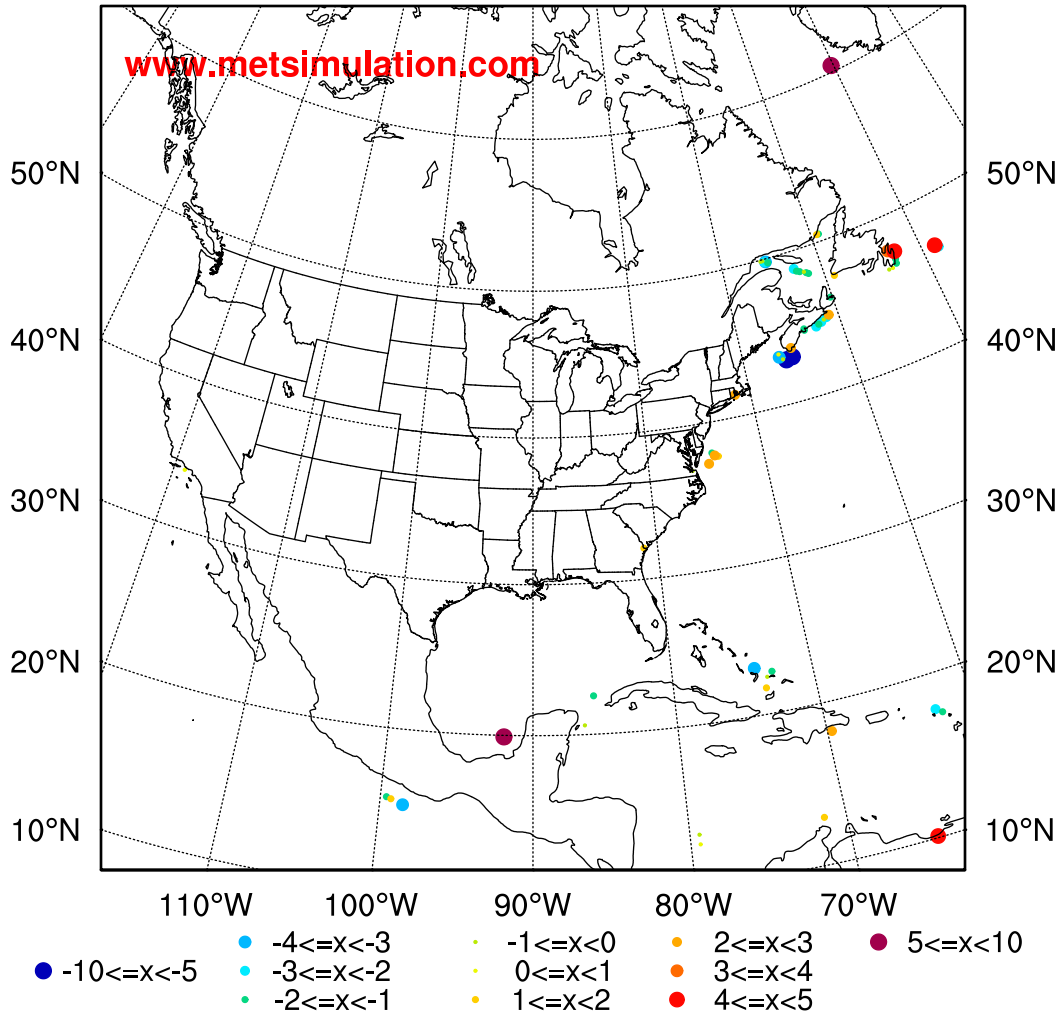 www.metsimulation.com
50°N 50°N
40°N 40°N
30°N 30°N
20°N 20°N
10°N 10°N
110°W 100°W 90°W 80°W 70°W
-4<=x<-3 -1<=x<0 2<=x<3 5<=x<10
-10<=x<-5 -3<=x<-2 0<=x<1 3<=x<4
-2<=x<-1 1<=x<2 4<=x<5